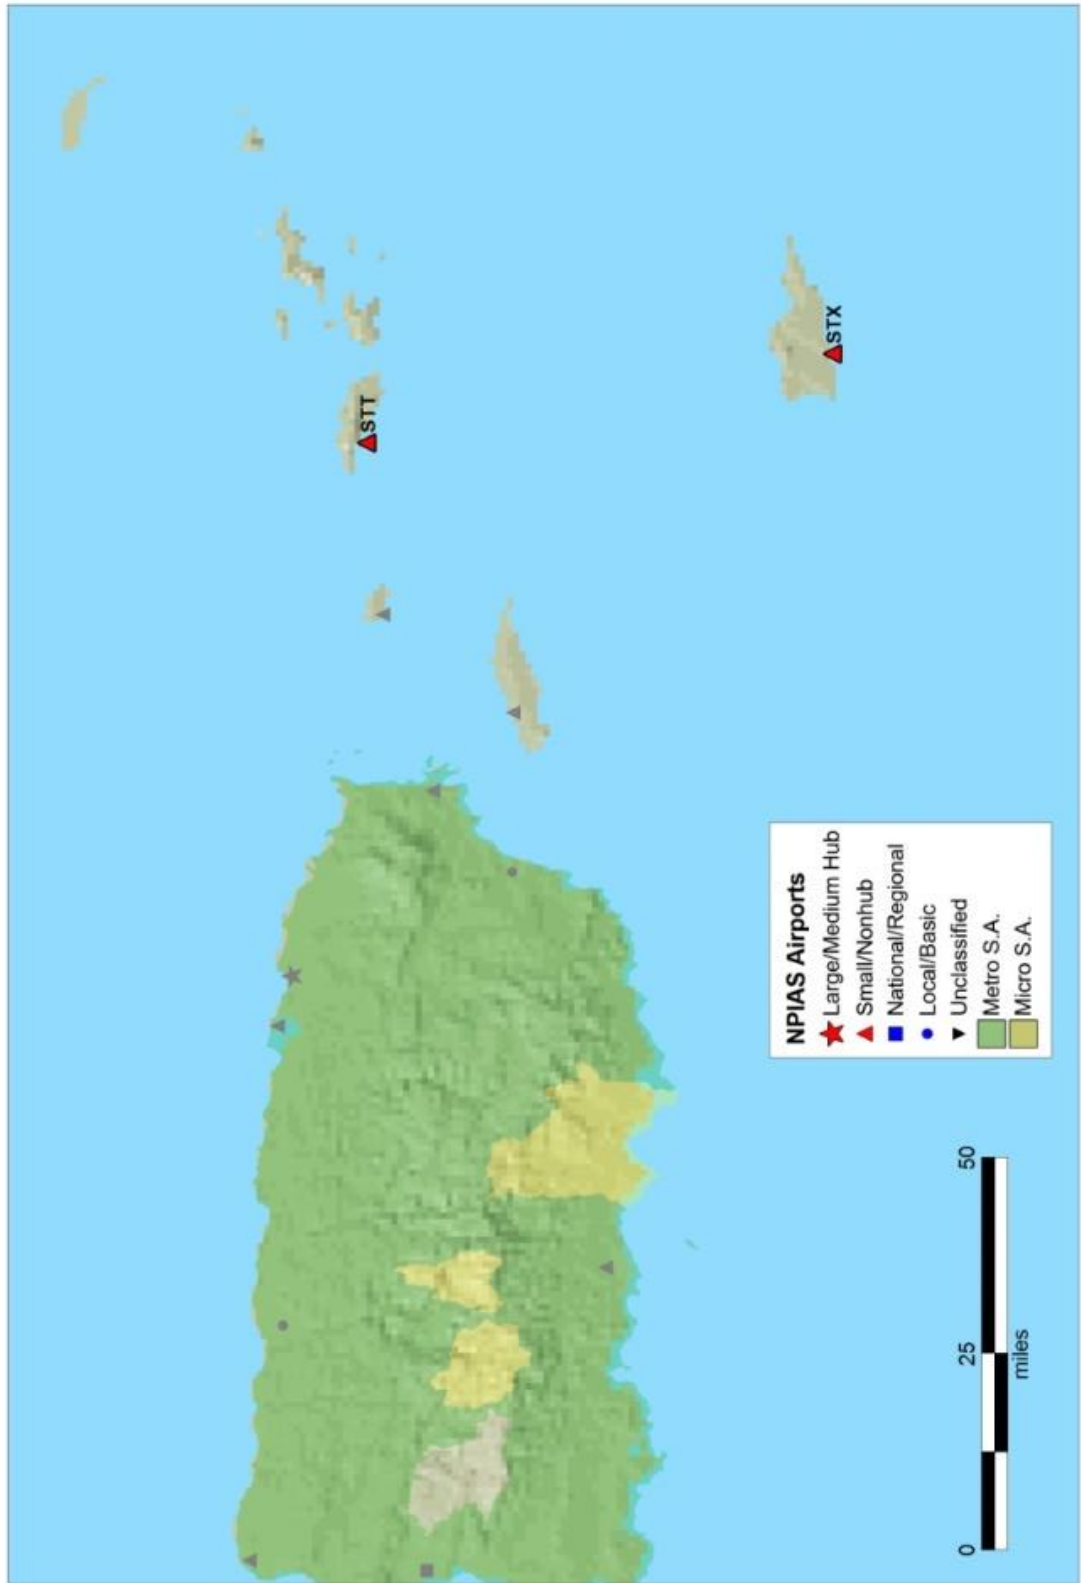 STT
STX
NPIAS Airports
Large/Medium Hub
Small/Nonhub
National/Regional
Local/Basic
Unclassified
Metro S.A.
Micro S.A.
0 25 50
miles